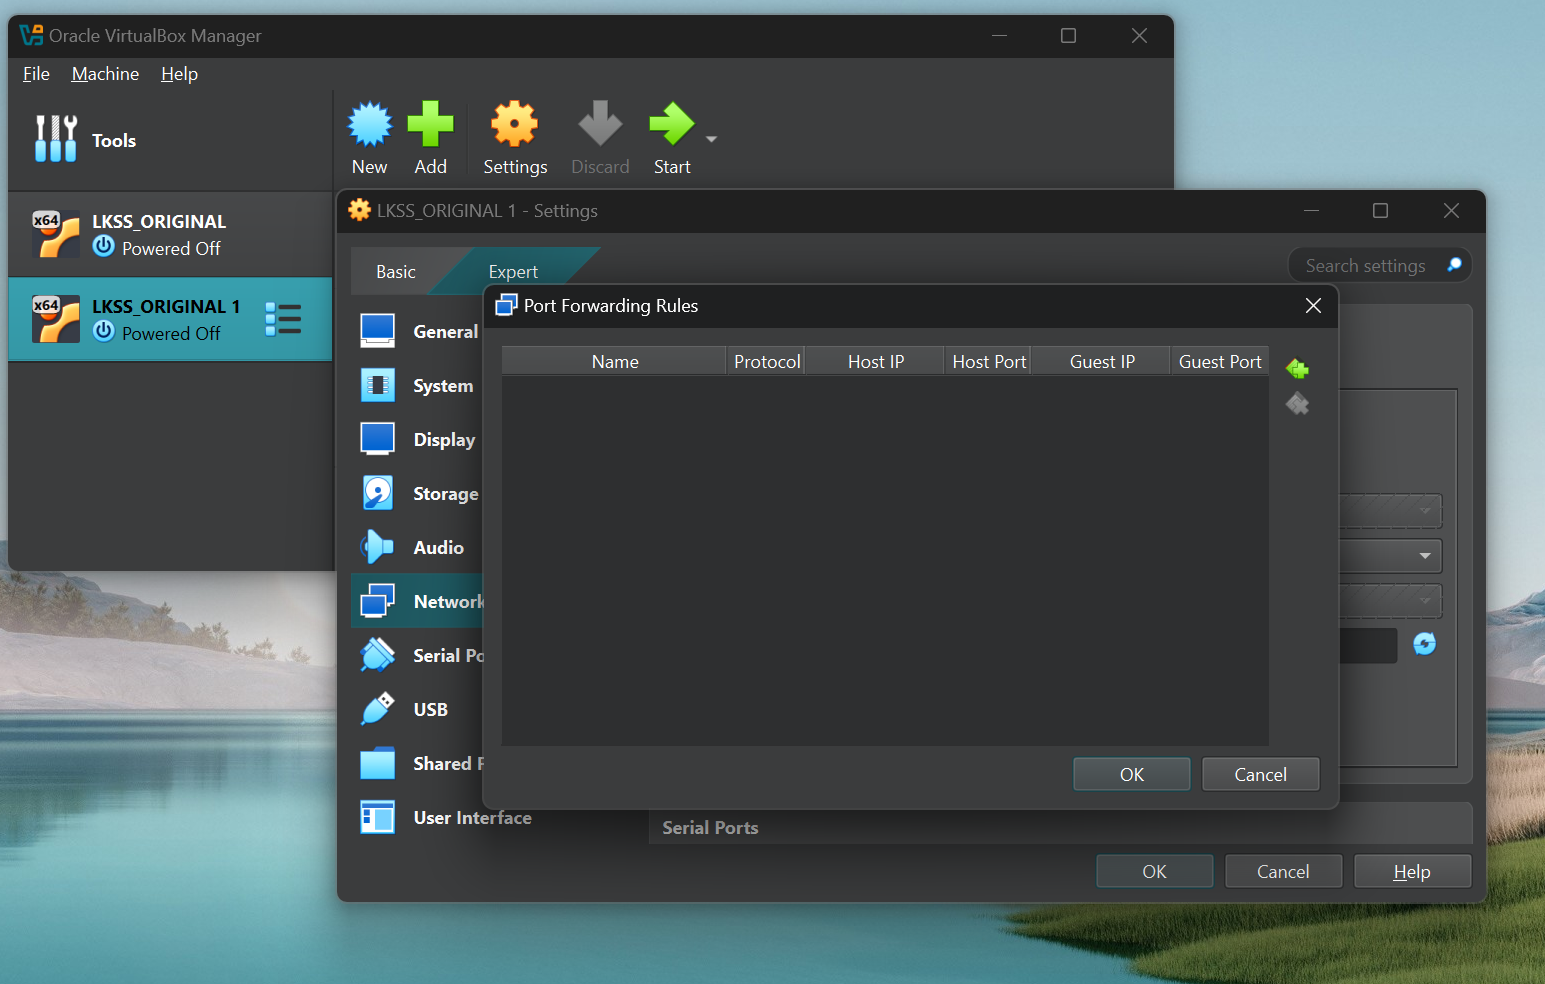 Oracle VirtualBox Manager
File Machine Help
Tools
New Add Settings Discard Start
x64 LKSS_ORIGINAL
Powered Off
x64 LKSS_ORIGINAL 1
Powered Off
LKSS_ORIGINAL 1 - Settings
Basic Expert Search settings
General
System
Display
Storage
Audio
Network
Serial Po
USB
Shared F
User Interface
Port Forwarding Rules
Name Protocol Host IP Host Port Guest IP Guest Port
OK Cancel
Serial Ports
OK Cancel Help